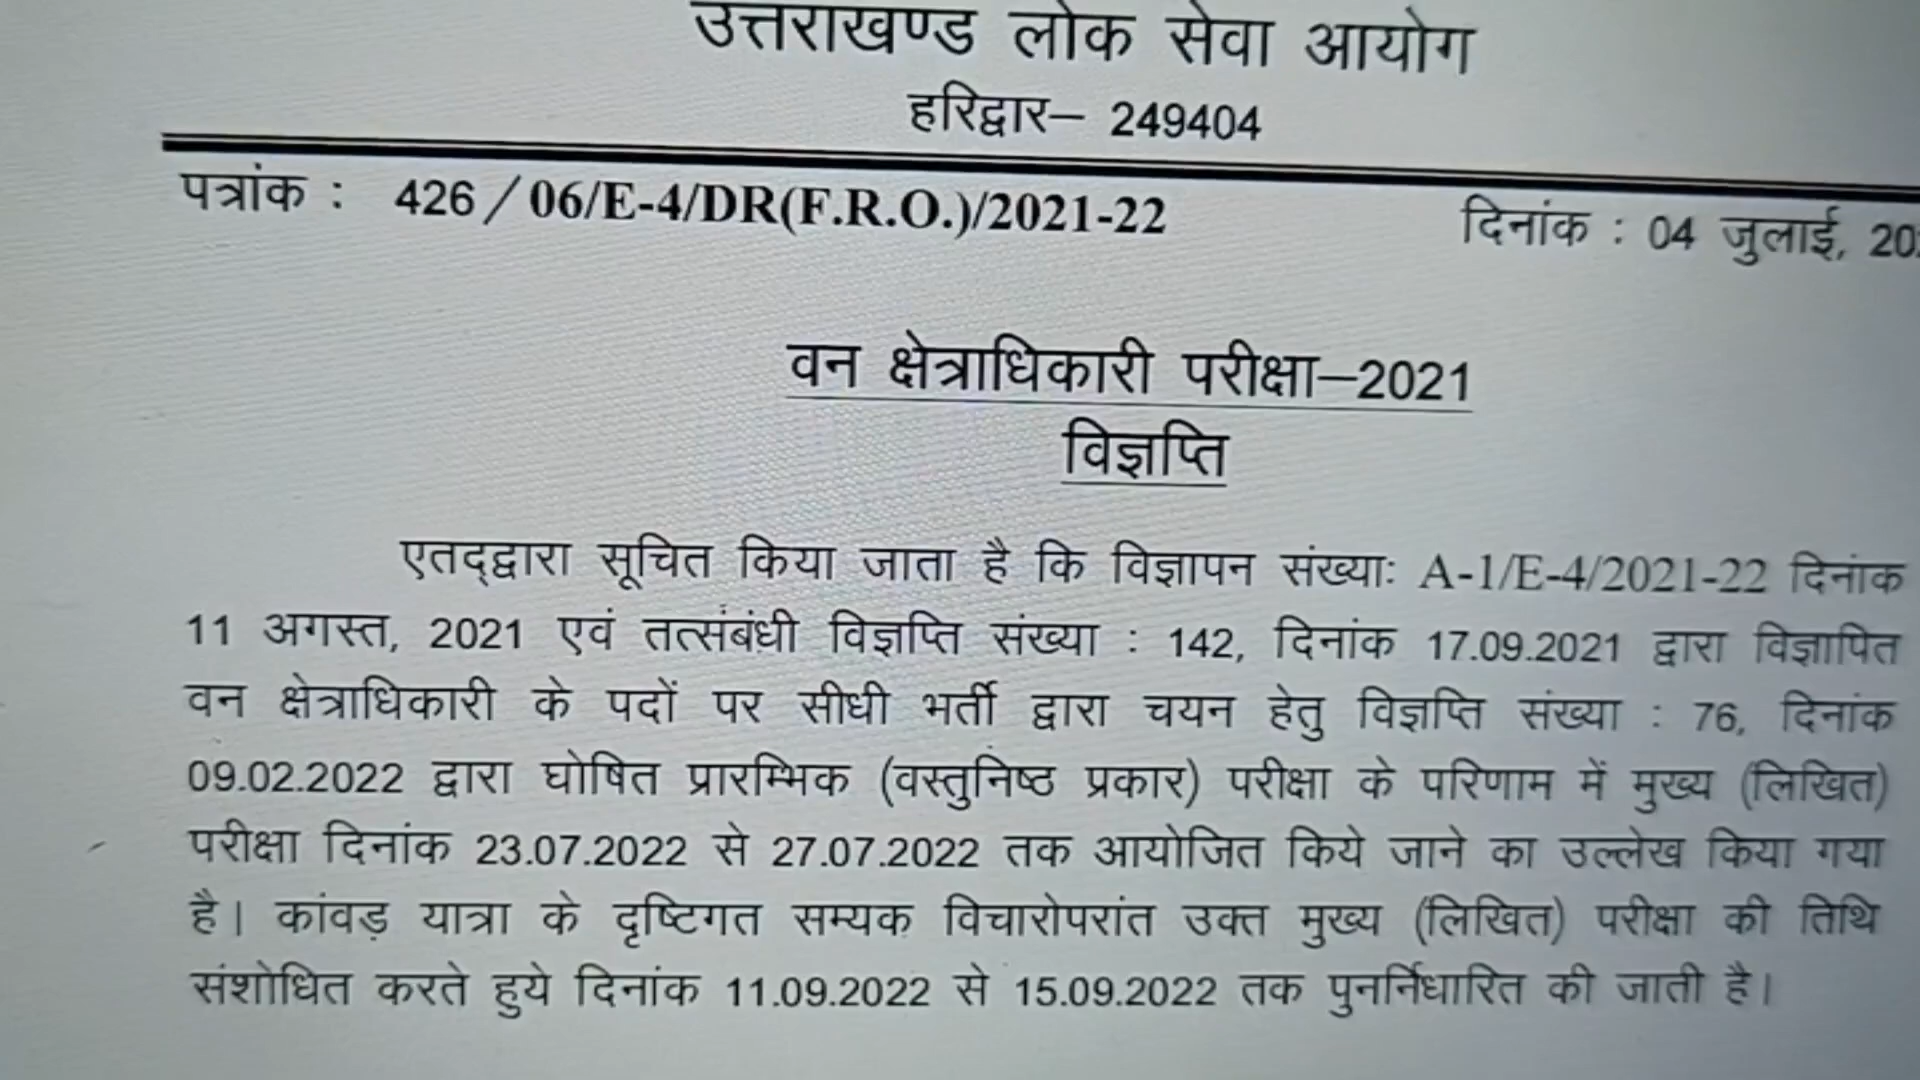 उत्तराखण्ड लोक सेवा आयोग
हरिद्वार– 249404
पत्रांक : 426 / 06/E-4/DR(F.R.O.)/2021-22 दिनांक : 04 जुलाई,
वन क्षेत्राधिकारी परीक्षा–2021
विज्ञप्ति
एतद्द्वारा सूचित किया जाता है कि विज्ञापन संख्याः A-1/E-4/2021-22 दिनांक
11 अगस्त, 2021 एवं तत्संबंधी विज्ञप्ति संख्या : 142, दिनांक 17.09.2021 द्वारा विज्ञापित
वन क्षेत्राधिकारी के पदों पर सीधी भर्ती द्वारा चयन हेतु विज्ञप्ति संख्या : 76, दिनांक
09.02.2022 द्वारा घोषित प्रारम्भिक (वस्तुनिष्ठ प्रकार) परीक्षा के परिणाम में मुख्य (लिखित)
परीक्षा दिनांक 23.07.2022 से 27.07.2022 तक आयोजित किये जाने का उल्लेख किया गया
है। कांवड़ यात्रा के दृष्टिगत सम्यक विचारोपरांत उक्त मुख्य (लिखित) परीक्षा की तिथि
संशोधित करते हुये दिनांक 11.09.2022 से 15.09.2022 तक पुनर्निधारित की जाती है।